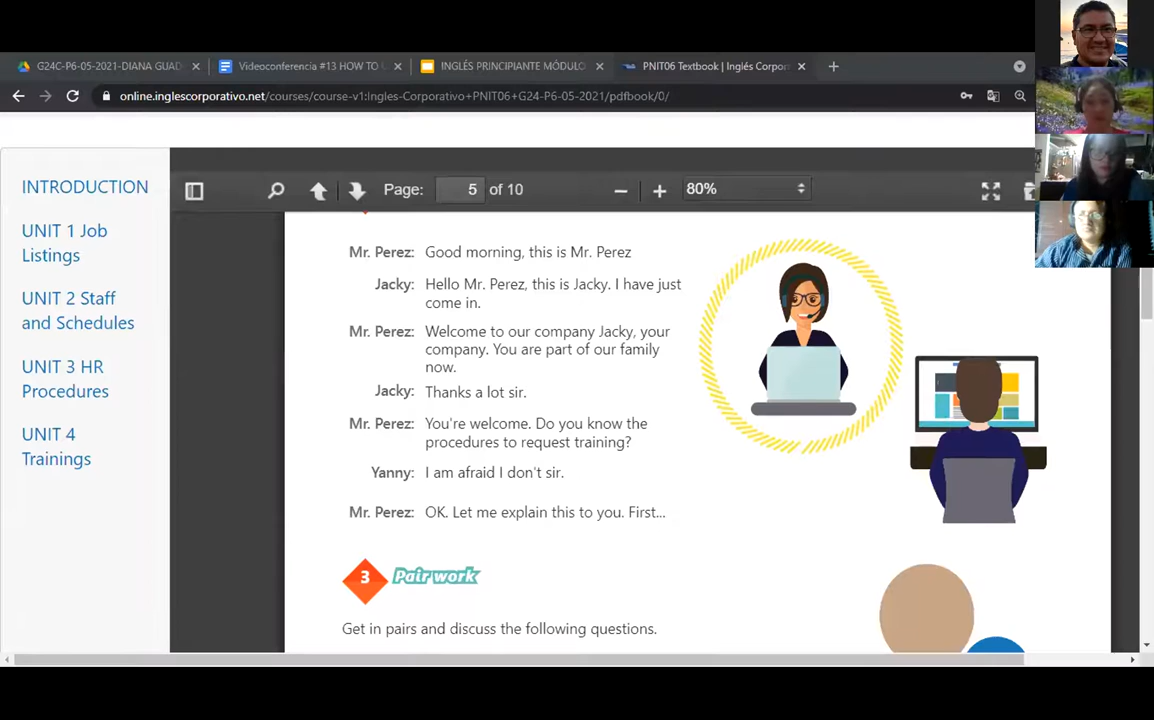 G24C-P6-05-2021-DIANA GUAD
Videoconferencia #13 HOW TO
INGLÉS PRINCIPIANTE MÓDULO
PNIT06 Textbook | Inglés Corpor
online.inglescorporativo.net/courses/course-v1:Ingles-Corporativo+PNIT06+G24-P6-05-2021/pdfbook/0/
INTRODUCTION
UNIT 1 Job
Listings
UNIT 2 Staff
and Schedules
UNIT 3 HR
Procedures
UNIT 4
Trainings
Page: 5 of 10
80%
Mr. Perez: Good morning, this is Mr. Perez
Jacky: Hello Mr. Perez, this is Jacky. I have just
come in.
Mr. Perez: Welcome to our company Jacky, your
company. You are part of our family
now.
Jacky: Thanks a lot sir.
Mr. Perez: You're welcome. Do you know the
procedures to request training?
Yanny: I am afraid I don't sir.
Mr. Perez: OK. Let me explain this to you. First...
3 Pair work
Get in pairs and discuss the following questions.